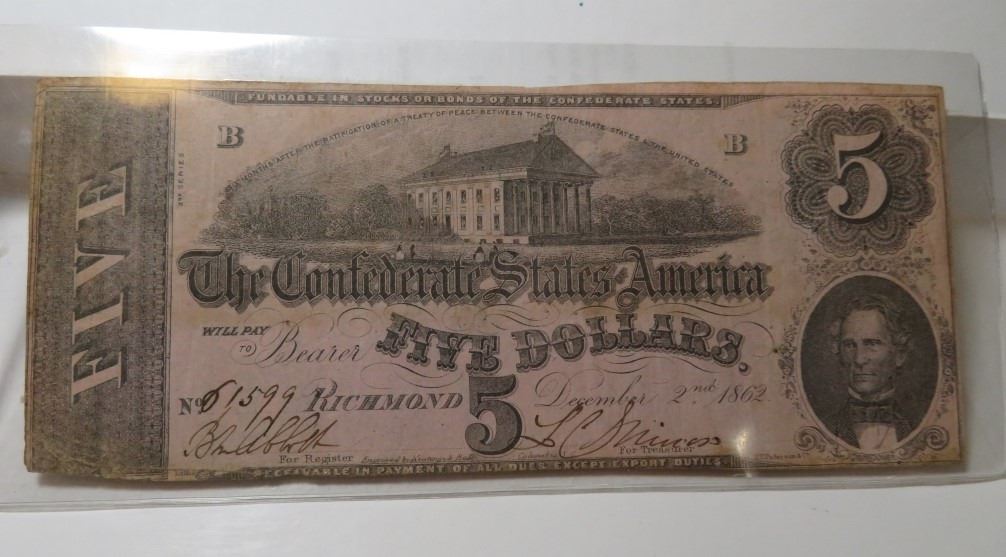 FUNDABLE IN STOCKS OR BONDS OF THE CONFEDERATE STATES.
MONTHS AFTER THE RATIFICATION OF A TREATY OF PEACE BETWEEN THE CONFEDERATE STATES & THE UNITED STATES
B B
5
FIVE
SERIES
The Confederate States of America
WILL PAY
TO Bearer
FIVE DOLLARS.
No 61599 RICHMOND 5 December 2nd 1862
For Register
For Treasurer
RECEIVABLE IN PAYMENT OF ALL DUES EXCEPT EXPORT DUTIES.